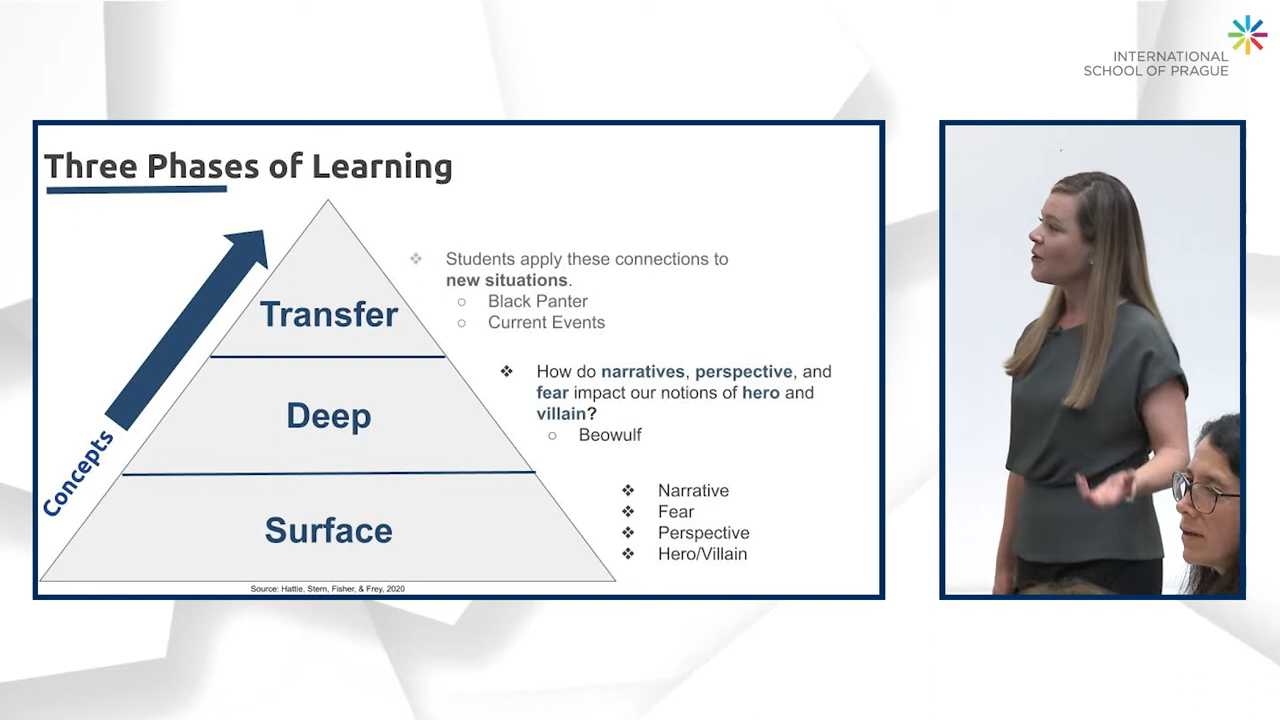 INTERNATIONAL
SCHOOL OF PRAGUE
Three Phases of Learning
Concepts
Transfer
❖ Students apply these connections to
new situations.
○ Black Panter
○ Current Events
Deep
❖ How do narratives, perspective, and
fear impact our notions of hero and
villain?
○ Beowulf
Surface
❖ Narrative
❖ Fear
❖ Perspective
❖ Hero/Villain
Source: Hattie, Stern, Fisher, & Frey, 2020